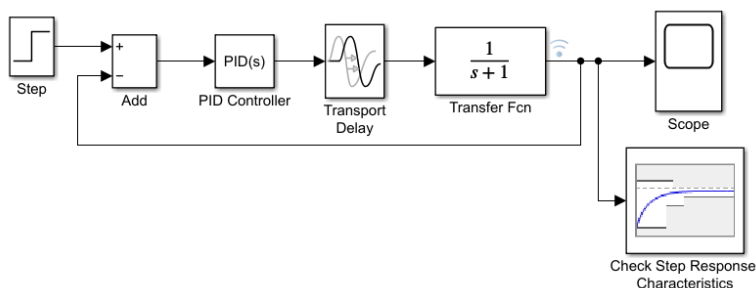 Step
+
−
Add
PID(s)
PID Controller
Transport
Delay
1
s + 1
Transfer Fcn
Scope
Check Step Response
Characteristics